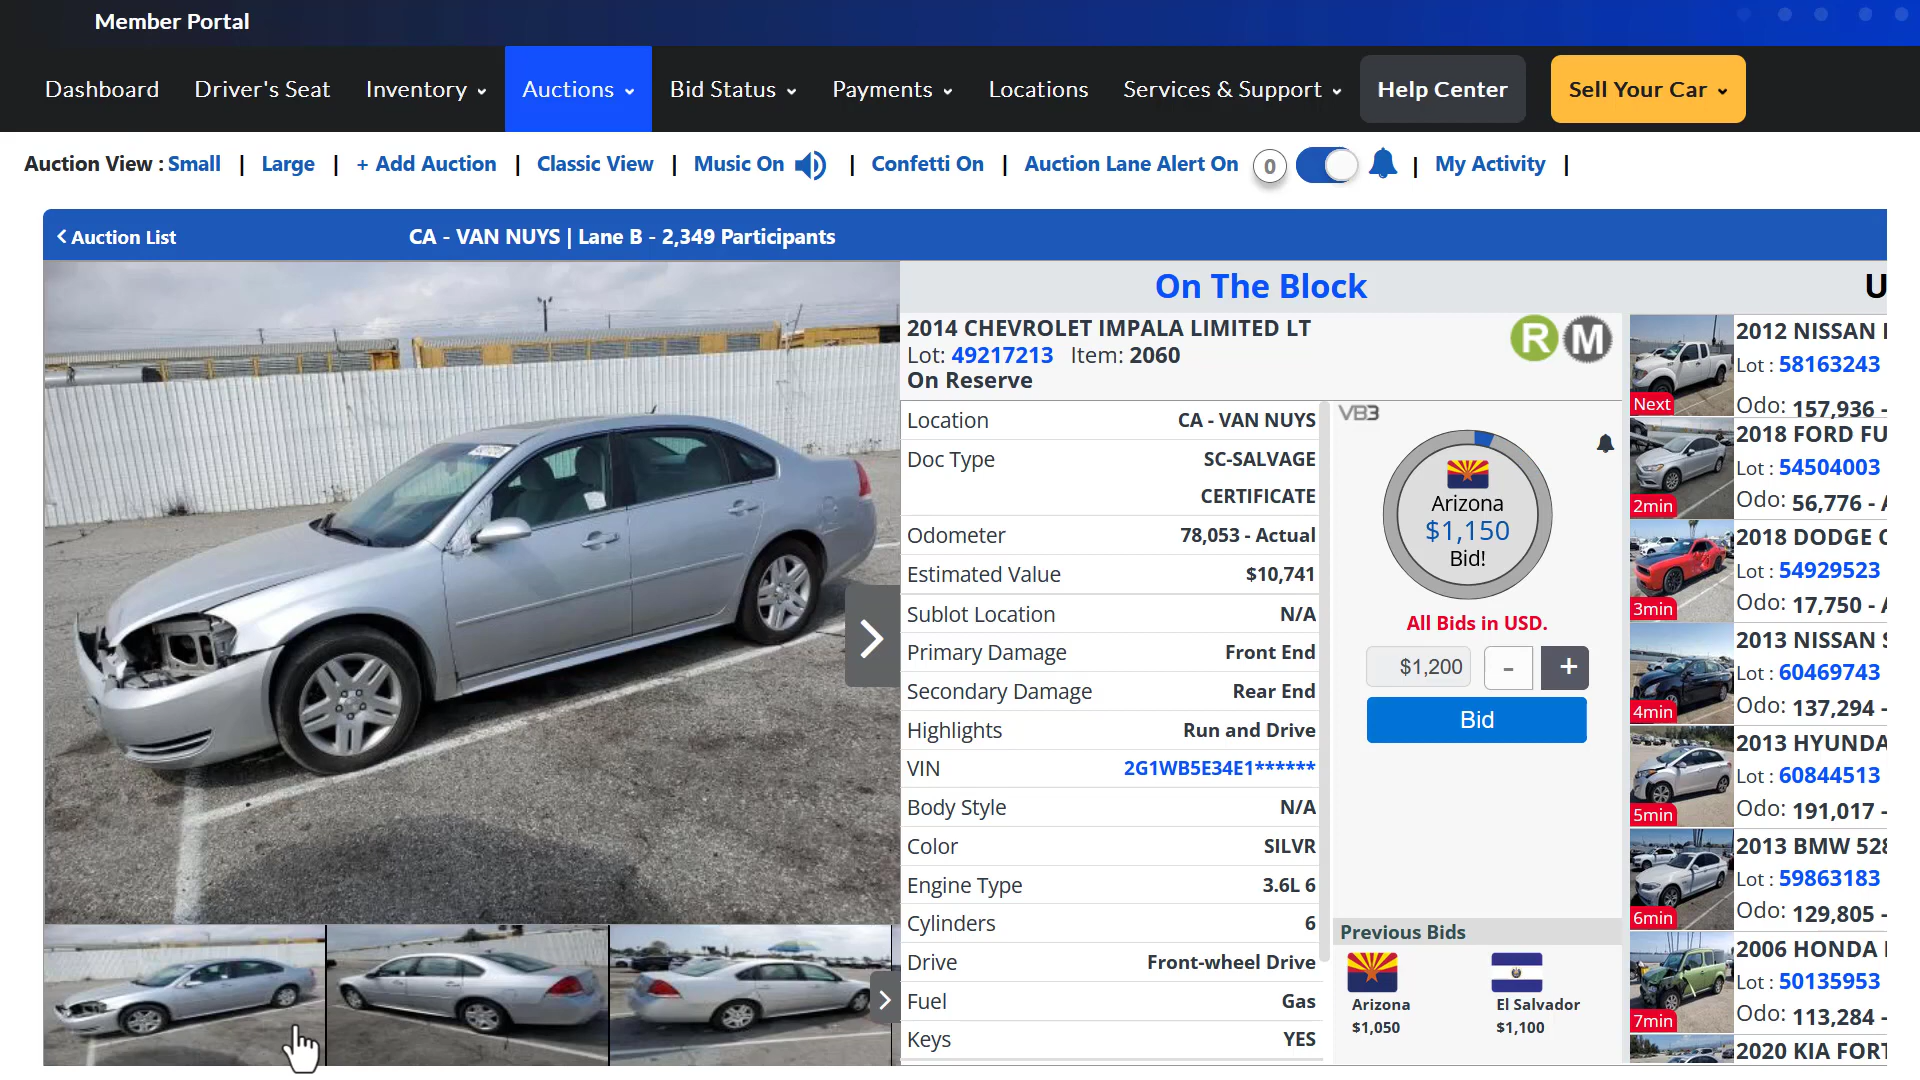 Member Portal
Dashboard Driver's Seat Inventory Auctions Bid Status Payments Locations Services & Support Help Center Sell Your Car
Auction View : Small | Large | + Add Auction | Classic View | Music On | Confetti On | Auction Lane Alert On 0 | My Activity |
Auction List
CA - VAN NUYS | Lane B - 2,349 Participants
On The Block
U
2014 CHEVROLET IMPALA LIMITED LT
Lot: 49217213 Item: 2060
On Reserve
R M
Location CA - VAN NUYS
Doc Type SC-SALVAGE
CERTIFICATE
Odometer 78,053 - Actual
Estimated Value $10,741
Sublot Location N/A
Primary Damage Front End
Secondary Damage Rear End
Highlights Run and Drive
VIN 2G1WB5E34E1******
Body Style N/A
Color SILVR
Engine Type 3.6L 6
Cylinders 6
Drive Front-wheel Drive
Fuel Gas
Keys YES
VB3
Arizona
$1,150
Bid!
All Bids in USD.
$1,200 - +
Bid
Previous Bids
Arizona
$1,050
El Salvador
$1,100
2012 NISSAN
Lot : 58163243
Next
Odo: 157,936 -
2018 FORD FU
Lot : 54504003
2min
Odo: 56,776 - A
2018 DODGE C
Lot : 54929523
3min
Odo: 17,750 - A
2013 NISSAN S
Lot : 60469743
4min
Odo: 137,294 -
2013 HYUNDA
Lot : 60844513
5min
Odo: 191,017 -
2013 BMW 528
Lot : 59863183
6min
Odo: 129,805 -
2006 HONDA
Lot : 50135953
7min
Odo: 113,284 -
2020 KIA FORT